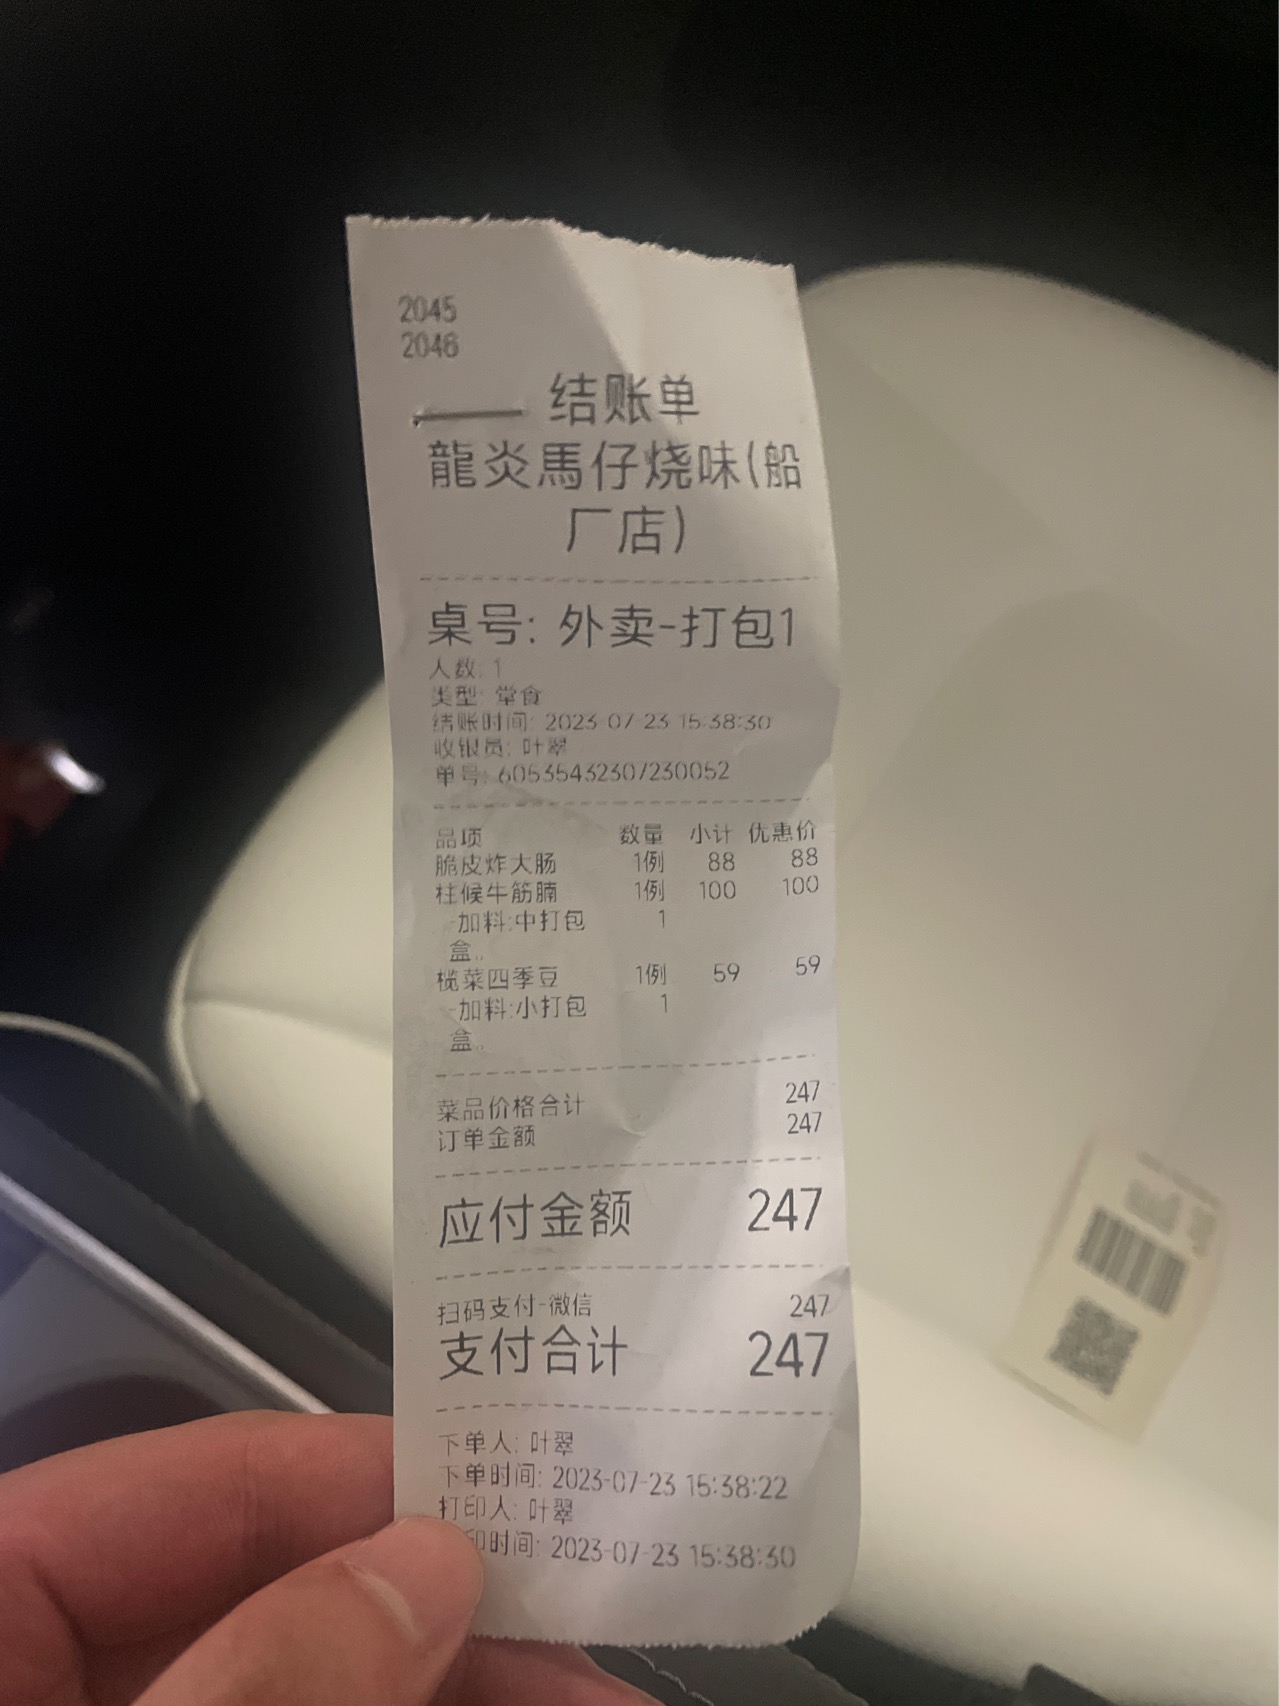 2045
2046
结账单
龍炎馬仔烧味(船
厂店)
桌号: 外卖-打包1
人数: 1
类型: 堂食
结账时间: 2023-07-23 15:38:30
收银员: 叶翠
单号: 60535432307230052
品项 数量 小计 优惠价
脆皮炸大肠 1例 88 88
柱候牛筋腩 1例 100 100
-加料:中打包 1
盒..
榄菜四季豆 1例 59 59
-加料:小打包 1
盒..
菜品价格合计 247
订单金额 247
应付金额 247
扫码支付-微信 247
支付合计 247
下单人: 叶翠
下单时间: 2023-07-23 15:38:22
打印人: 叶翠
印时间: 2023-07-23 15:38:30